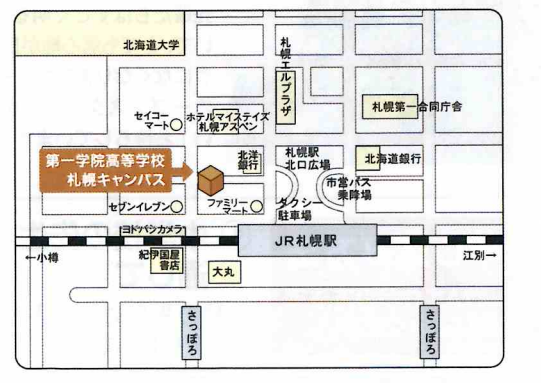 北海道大学
札幌エルプラザ
セイコー
マート
ホテルマイステイズ
札幌アスペン
札幌第一合同庁舎
第一学院高等学校
札幌キャンパス
北洋
銀行
札幌駅
北口広場
北海道銀行
市営バス
乗降場
セブンイレブン
ファミリー
マート
タクシー
駐車場
ヨドバシカメラ
JR札幌駅
←小樽
紀伊国屋
書店
大丸
江別→
さっぽろ
さっぽろ